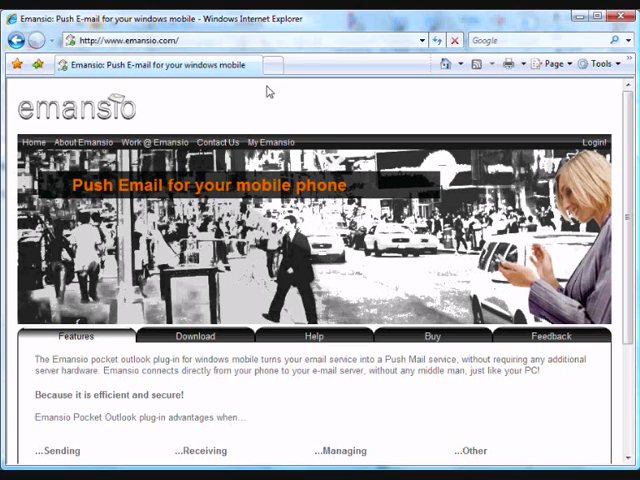 Emansio: Push E-mail for your windows mobile - Windows Internet Explorer
http://www.emansio.com/
Google
Emansio: Push E-mail for your windows mobile
Page
Tools
emansio
Home About Emansio Work @ Emansio Contact Us My Emansio Login!
Push Email for your mobile phone
Features Download Help Buy Feedback
The Emansio pocket outlook plug-in for windows mobile turns your email service into a Push Mail service, without requiring any additional
server hardware. Emansio connects directly from your phone to your e-mail server, without any middle man, just like your PC!
Because it is efficient and secure!
Emansio Pocket Outlook plug-in advantages when...
...Sending ...Receiving ...Managing ...Other